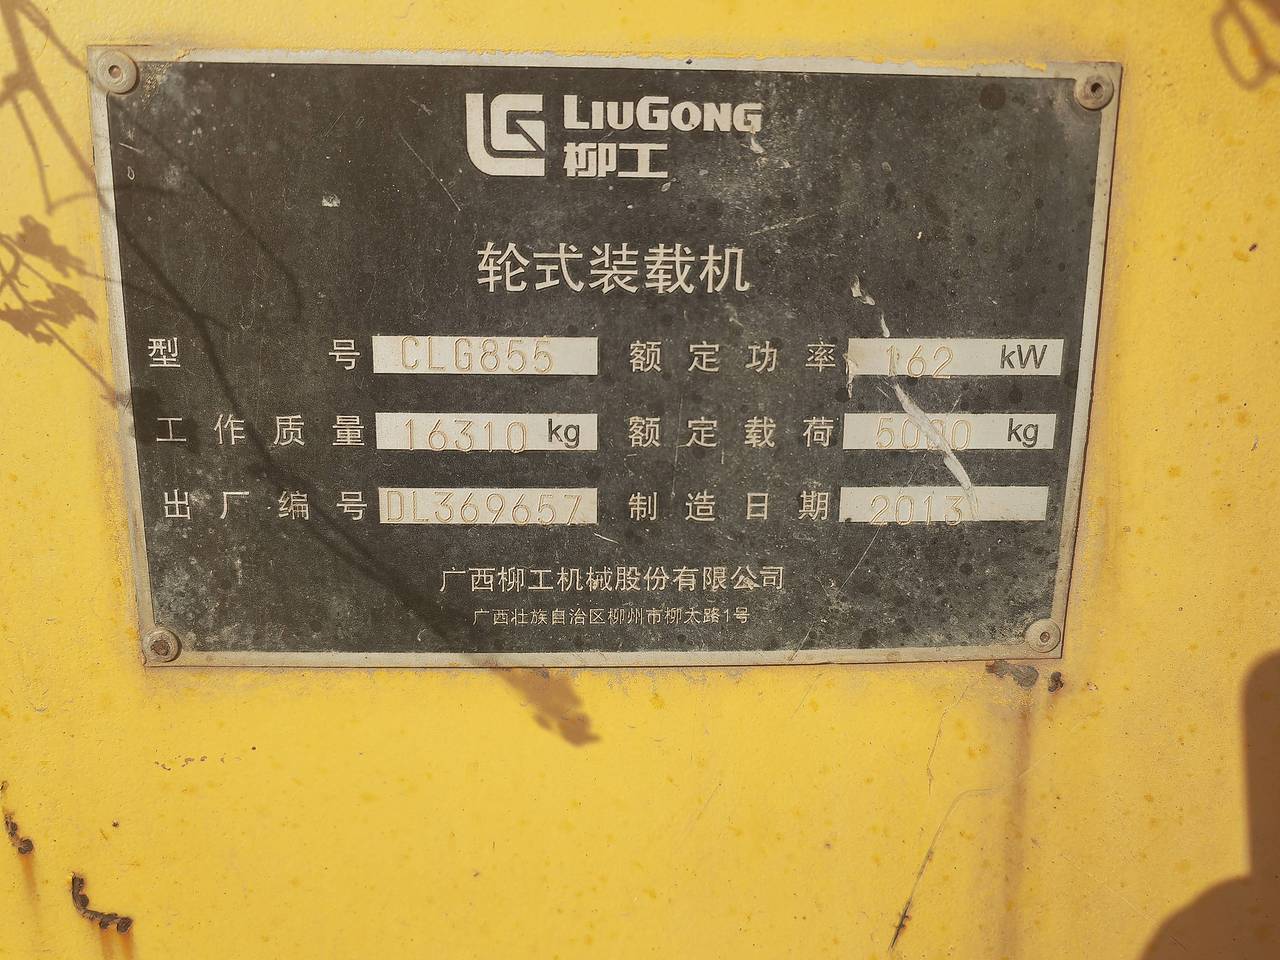 LG LIUGONG
柳工
轮式装载机
型号 CLG855 额定功率 162 kW
工作质量 16310 kg 额定载荷 5000 kg
出厂编号 DL369657 制造日期 2013
广西柳工机械股份有限公司
广西壮族自治区柳州市柳太路1号